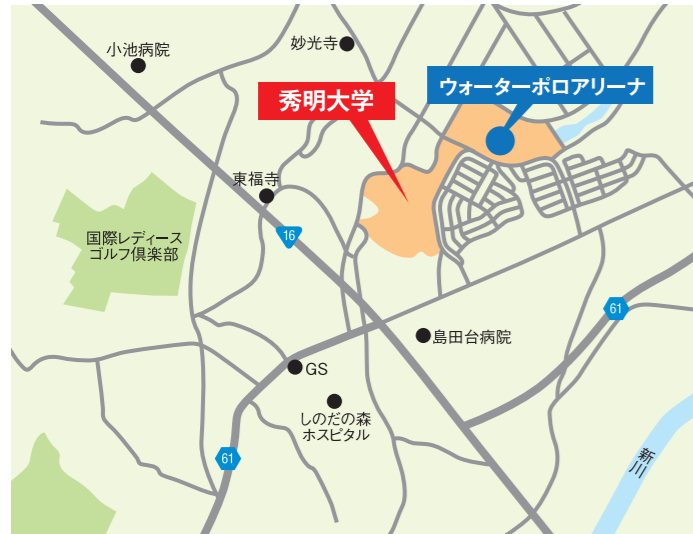 妙光寺
小池病院
ウォーターポロアリーナ
秀明大学
東福寺
16
国際レディース
ゴルフ倶楽部
61
島田台病院
GS
しのだの森
ホスピタル
61
新川